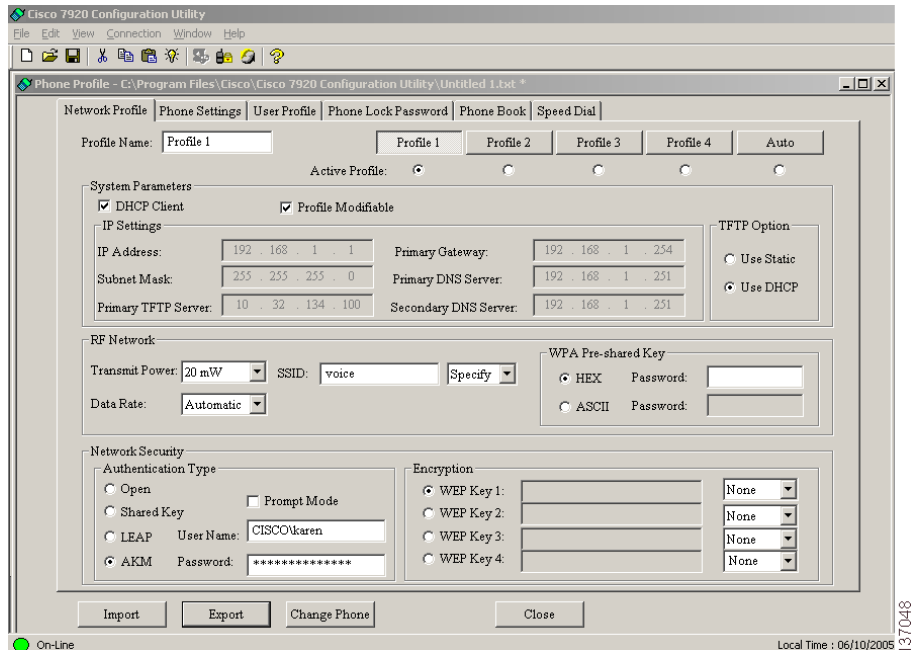 Cisco 7920 Configuration Utility
File Edit View Connection Window Help
Phone Profile - C:\Program Files\Cisco\Cisco 7920 Configuration Utility\Untitled 1.txt *
Network Profile Phone Settings User Profile Phone Lock Password Phone Book Speed Dial
Profile Name: Profile 1 Profile 1 Profile 2 Profile 3 Profile 4 Auto
Active Profile:
System Parameters
DHCP Client Profile Modifiable
IP Settings TFTP Option
IP Address: 192 . 168 . 1 . 1 Primary Gateway: 192 . 168 . 1 . 254 Use Static
Subnet Mask: 255 . 255 . 255 . 0 Primary DNS Server: 192 . 168 . 1 . 251 Use DHCP
Primary TFTP Server: 10 . 32 . 134 . 100 Secondary DNS Server: 192 . 168 . 1 . 251
RF Network
WPA Pre-shared Key
Transmit Power: 20 mW SSID: voice Specify HEX Password:
Data Rate: Automatic ASCII Password:
Network Security
Authentication Type Encryption
Open WEP Key 1: None
Prompt Mode
Shared Key WEP Key 2: None
LEAP User Name: CISCO\karen WEP Key 3: None
AKM Password: ************** WEP Key 4: None
Import Export Change Phone Close
On-Line Local Time : 06/10/2005
137048